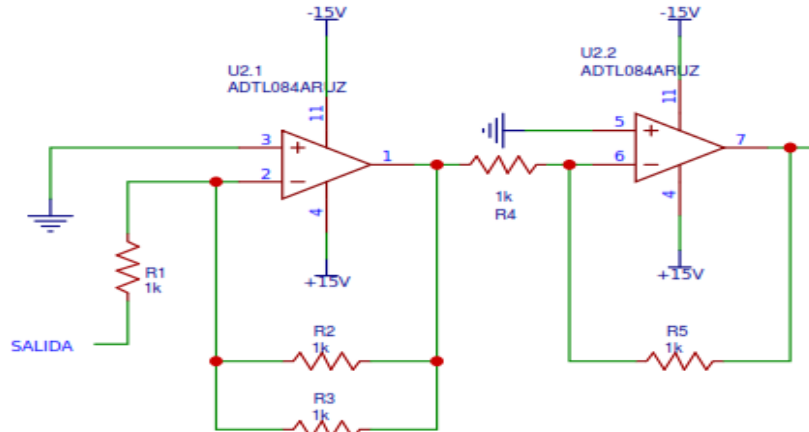 -15V
-15V
U2.1
ADTL084ARUZ
U2.2
ADTL084ARUZ
11
11
3
+
1
2
−
5
+
7
6
−
4
4
1k
R4
R1
1k
+15V
+15V
SALIDA
R2
1k
R5
1k
R3
1k